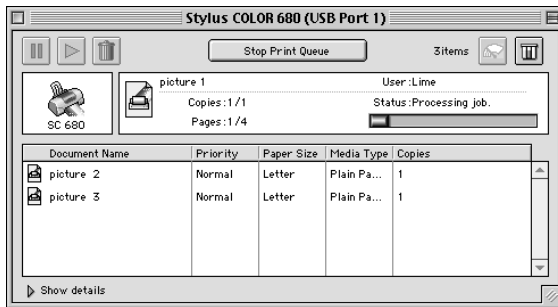 Stylus COLOR 680 (USB Port 1)
Stop Print Queue
3items
picture 1
User:Lime
Copies:1/1
Status:Processing job.
Pages:1/4
SC 680
Document Name Priority Paper Size Media Type Copies
picture 2 Normal Letter Plain Pa... 1
picture 3 Normal Letter Plain Pa... 1
Show details